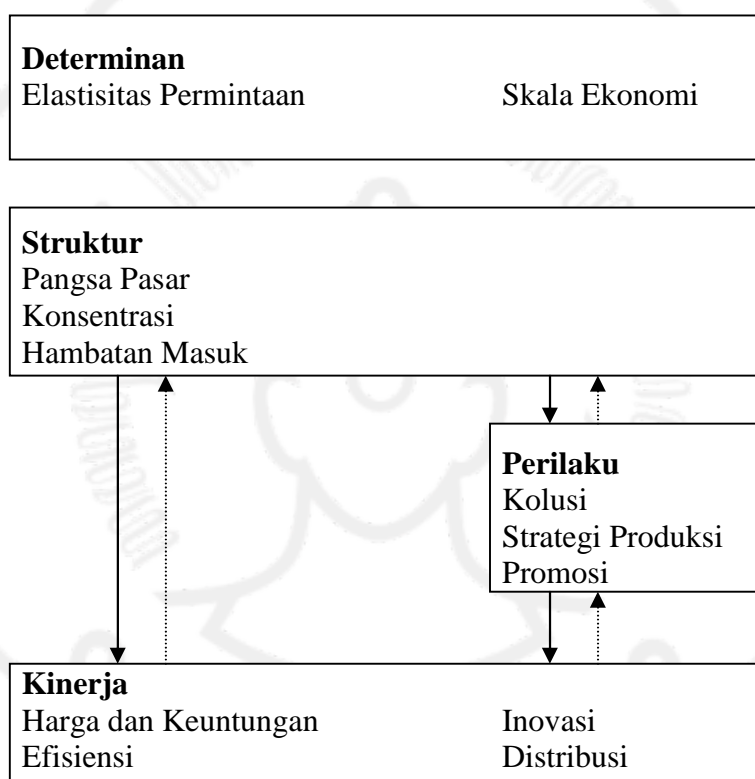 Determinan
Elastisitas Permintaan Skala Ekonomi
Struktur
Pangsa Pasar
Konsentrasi
Hambatan Masuk
Perilaku
Kolusi
Strategi Produksi
Promosi
Kinerja
Harga dan Keuntungan Inovasi
Efisiensi Distribusi